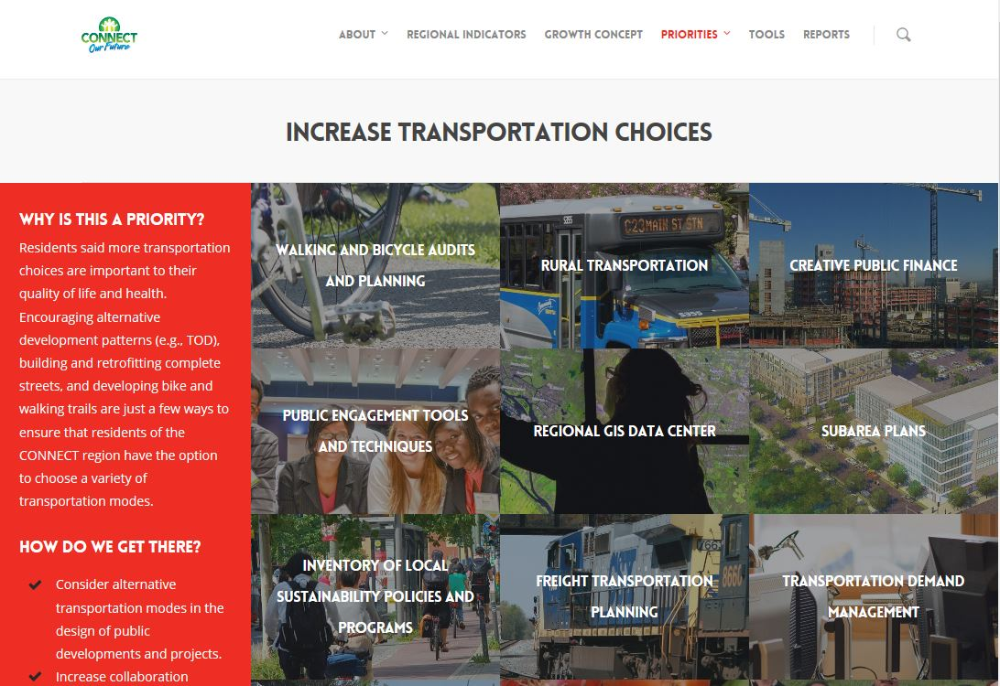 CONNECT
Our Future
ABOUT
REGIONAL INDICATORS
GROWTH CONCEPT
PRIORITIES
TOOLS
REPORTS
INCREASE TRANSPORTATION CHOICES
WHY IS THIS A PRIORITY?
Residents said more transportation
choices are important to their
quality of life and health.
Encouraging alternative
development patterns (e.g., TOD),
building and retrofitting complete
streets, and developing bike and
walking trails are just a few ways to
ensure that residents of the
CONNECT region have the option
to choose a variety of
transportation modes.
HOW DO WE GET THERE?
Consider alternative
transportation modes in the
design of public
developments and projects.
Increase collaboration
WALKING AND BICYCLE AUDITS
AND PLANNING
C23 MAIN ST STN
S355
RURAL TRANSPORTATION
CREATIVE PUBLIC FINANCE
PUBLIC ENGAGEMENT TOOLS
AND TECHNIQUES
REGIONAL GIS DATA CENTER
SUBAREA PLANS
INVENTORY OF LOCAL
SUSTAINABILITY POLICIES AND
PROGRAMS
FREIGHT TRANSPORTATION
PLANNING
TRANSPORTATION DEMAND
MANAGEMENT